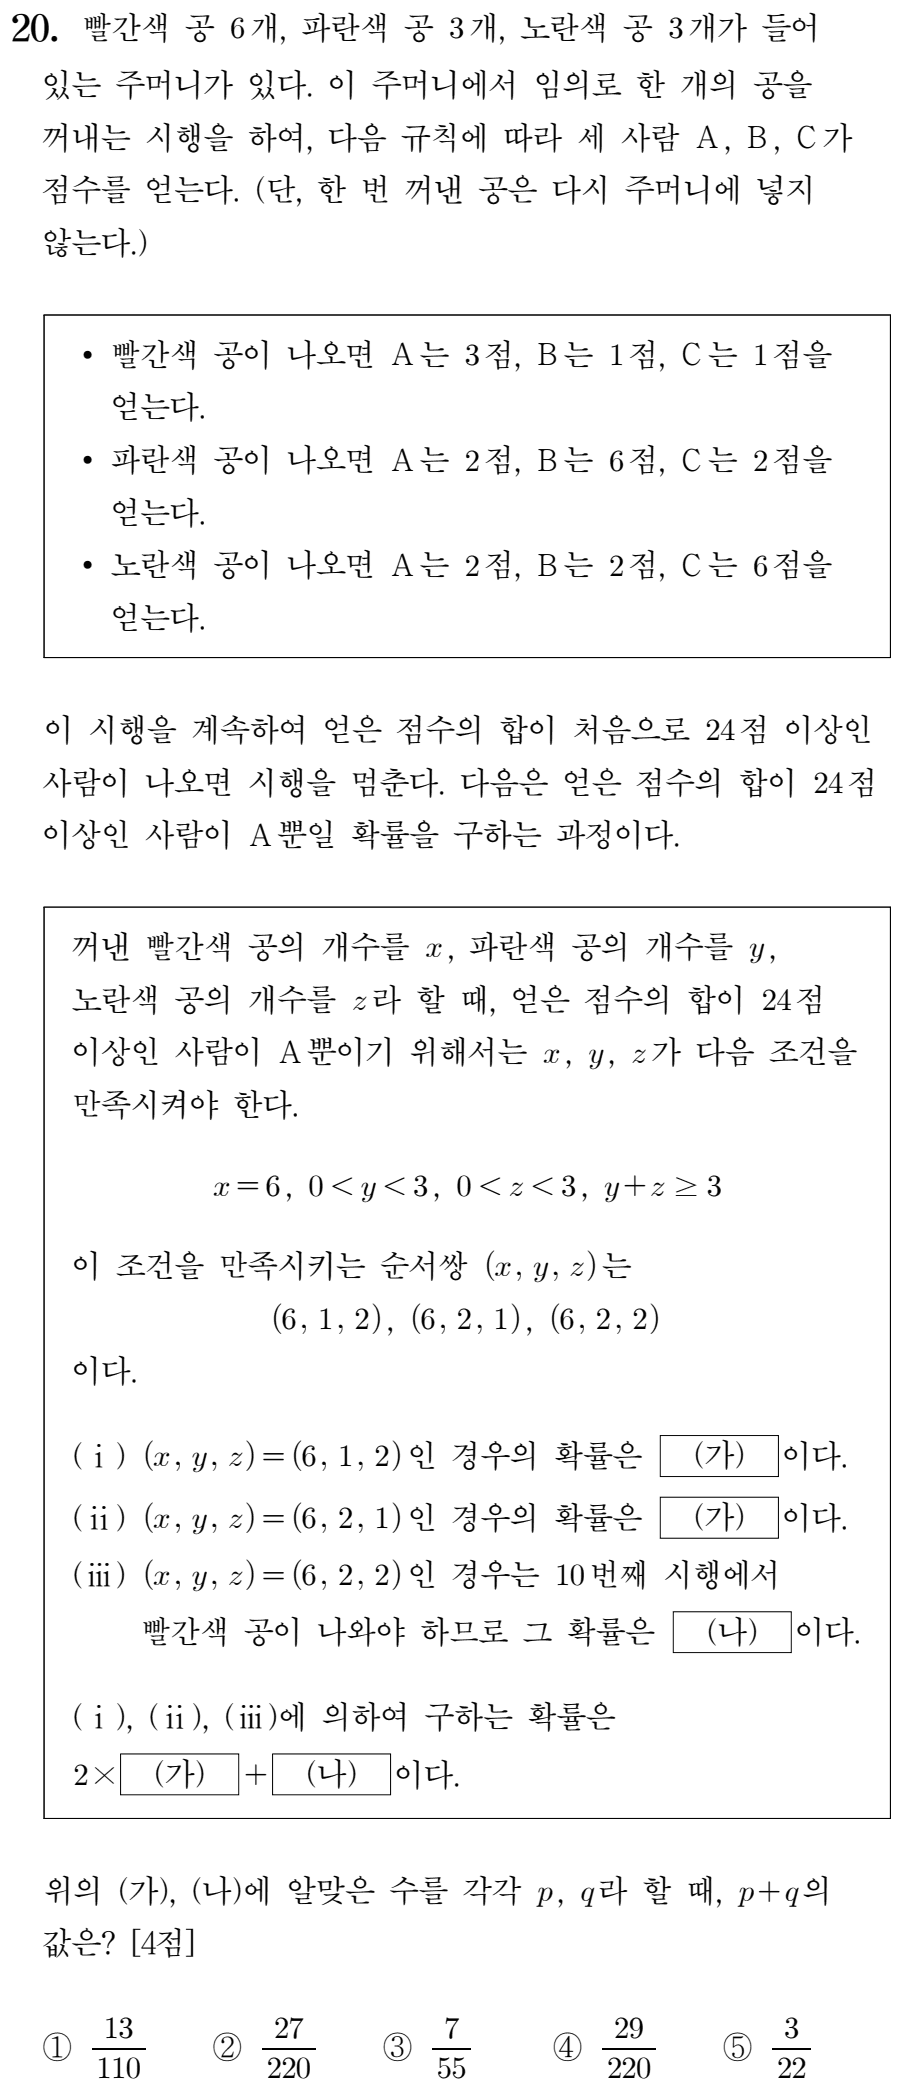 20. 빨간색 공 6개, 파란색 공 3개, 노란색 공 3개가 들어
있는 주머니가 있다. 이 주머니에서 임의로 한 개의 공을
꺼내는 시행을 하여, 다음 규칙에 따라 세 사람 A, B, C가
점수를 얻는다. (단, 한 번 꺼낸 공은 다시 주머니에 넣지
않는다.)
• 빨간색 공이 나오면 A는 3점, B는 1점, C는 1점을
얻는다.
• 파란색 공이 나오면 A는 2점, B는 6점, C는 2점을
얻는다.
• 노란색 공이 나오면 A는 2점, B는 2점, C는 6점을
얻는다.
이 시행을 계속하여 얻은 점수의 합이 처음으로 24점 이상인
사람이 나오면 시행을 멈춘다. 다음은 얻은 점수의 합이 24점
이상인 사람이 A뿐일 확률을 구하는 과정이다.
꺼낸 빨간색 공의 개수를 x, 파란색 공의 개수를 y,
노란색 공의 개수를 z라 할 때, 얻은 점수의 합이 24점
이상인 사람이 A뿐이기 위해서는 x, y, z가 다음 조건을
만족시켜야 한다.
x=6, 0<y<3, 0<z<3, y+z≥3
이 조건을 만족시키는 순서쌍 (x, y, z)는
(6, 1, 2), (6, 2, 1), (6, 2, 2)
이다.
(ⅰ) (x, y, z)=(6, 1, 2)인 경우의 확률은 (가) 이다.
(ⅱ) (x, y, z)=(6, 2, 1)인 경우의 확률은 (가) 이다.
(ⅲ) (x, y, z)=(6, 2, 2)인 경우는 10번째 시행에서
빨간색 공이 나와야 하므로 그 확률은 (나) 이다.
(ⅰ), (ⅱ), (ⅲ)에 의하여 구하는 확률은
2× (가) + (나) 이다.
위의 (가), (나)에 알맞은 수를 각각 p, q라 할 때, p+q의
값은? [4점]
① 13/110 ② 27/220 ③ 7/55 ④ 29/220 ⑤ 3/22